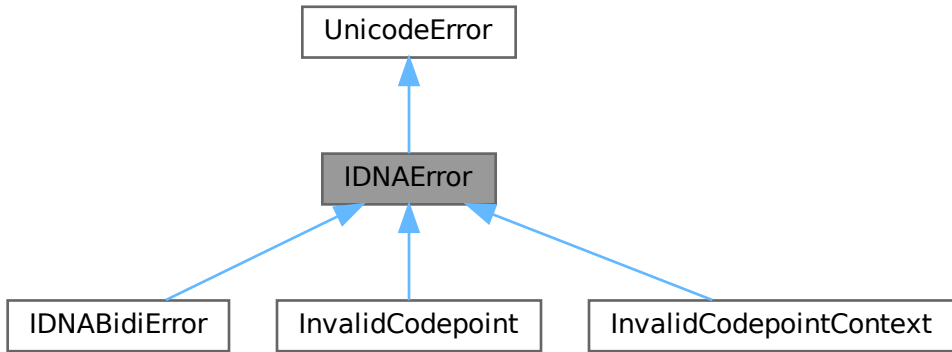 UnicodeError
IDNAError
IDNABidiError
InvalidCodepoint
InvalidCodepointContext